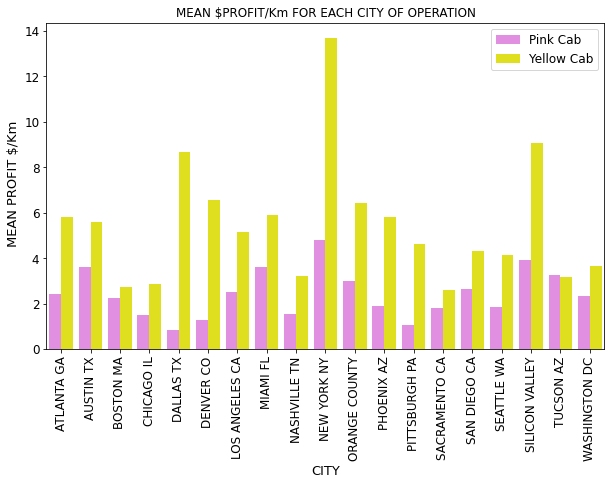 MEAN $PROFIT/Km FOR EACH CITY OF OPERATION
Pink Cab
Yellow Cab
MEAN PROFIT $/Km
14
12
10
8
6
4
2
0
ATLANTA GA
AUSTIN TX
BOSTON MA
CHICAGO IL
DALLAS TX
DENVER CO
LOS ANGELES CA
MIAMI FL
NASHVILLE TN
NEW YORK NY
ORANGE COUNTY
PHOENIX AZ
PITTSBURGH PA
SACRAMENTO CA
SAN DIEGO CA
SEATTLE WA
SILICON VALLEY
TUCSON AZ
WASHINGTON DC
CITY